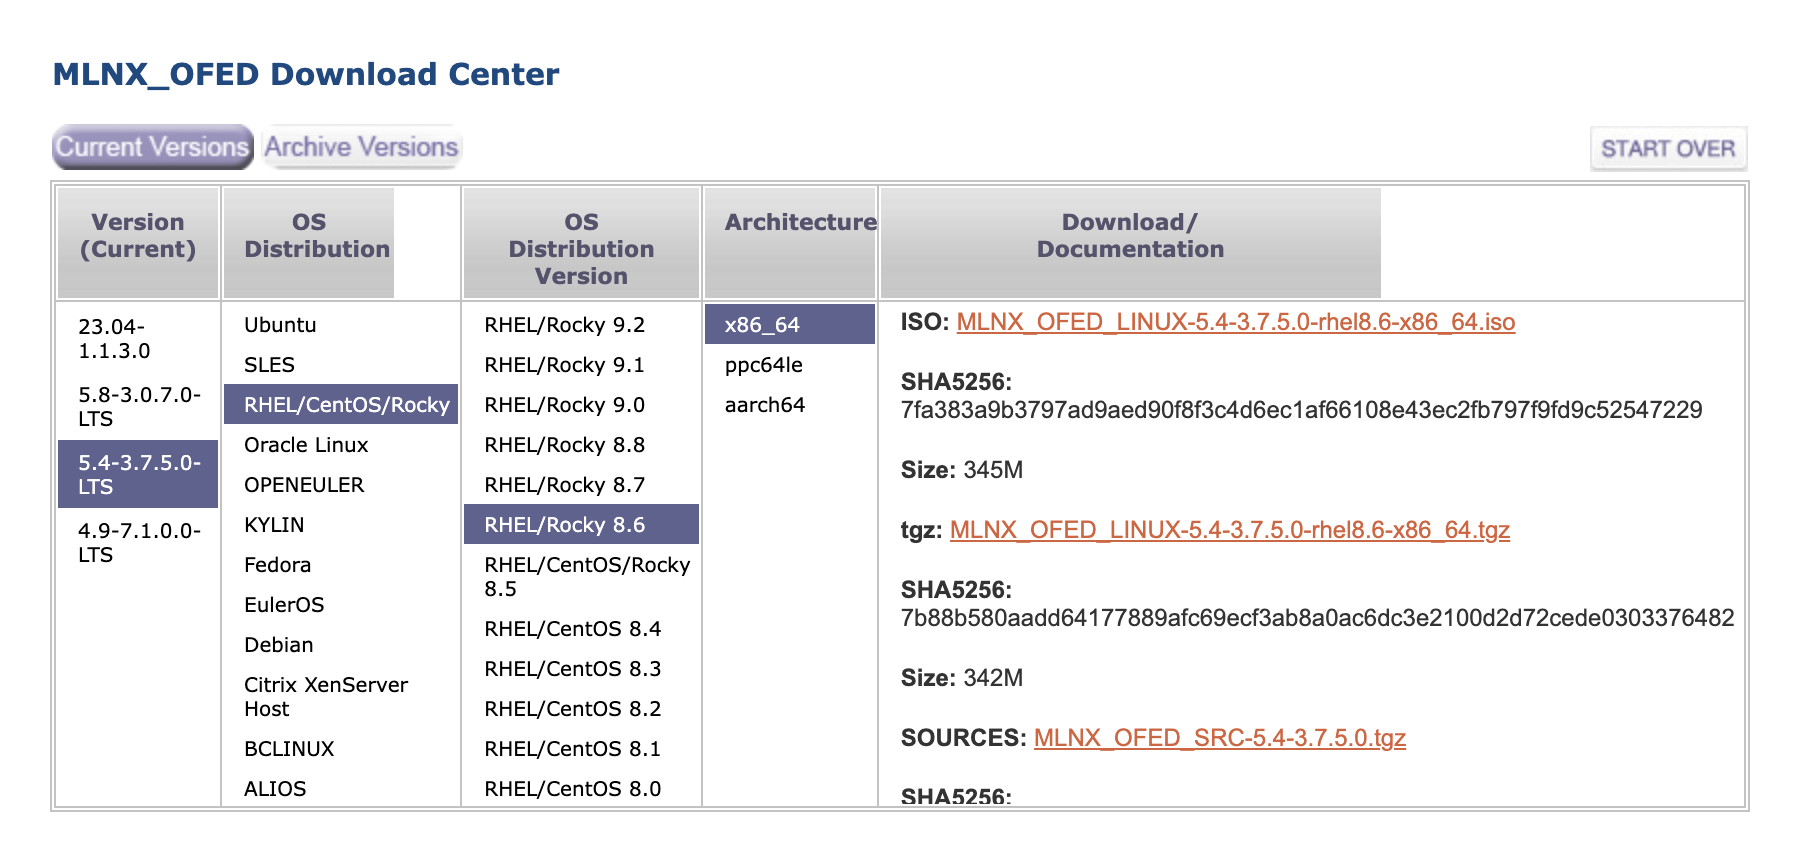 MLNX_OFED Download Center
Current Versions
Archive Versions
START OVER
Version
(Current)
OS
Distribution
OS
Distribution
Version
Architecture
Download/
Documentation
23.04-
1.1.3.0
5.8-3.0.7.0-
LTS
5.4-3.7.5.0-
LTS
4.9-7.1.0.0-
LTS
Ubuntu
SLES
RHEL/CentOS/Rocky
Oracle Linux
OPENEULER
KYLIN
Fedora
EulerOS
Debian
Citrix XenServer
Host
BCLINUX
ALIOS
RHEL/Rocky 9.2
RHEL/Rocky 9.1
RHEL/Rocky 9.0
RHEL/Rocky 8.8
RHEL/Rocky 8.7
RHEL/Rocky 8.6
RHEL/CentOS/Rocky
8.5
RHEL/CentOS 8.4
RHEL/CentOS 8.3
RHEL/CentOS 8.2
RHEL/CentOS 8.1
RHEL/CentOS 8.0
x86_64
ppc64le
aarch64
ISO: MLNX_OFED_LINUX-5.4-3.7.5.0-rhel8.6-x86_64.iso
SHA5256:
7fa383a9b3797ad9aed90f8f3c4d6ec1af66108e43ec2fb797f9fd9c52547229
Size: 345M
tgz: MLNX_OFED_LINUX-5.4-3.7.5.0-rhel8.6-x86_64.tgz
SHA5256:
7b88b580aadd64177889afc69ecf3ab8a0ac6dc3e2100d2d72cede0303376482
Size: 342M
SOURCES: MLNX_OFED_SRC-5.4-3.7.5.0.tgz
SHA5256: